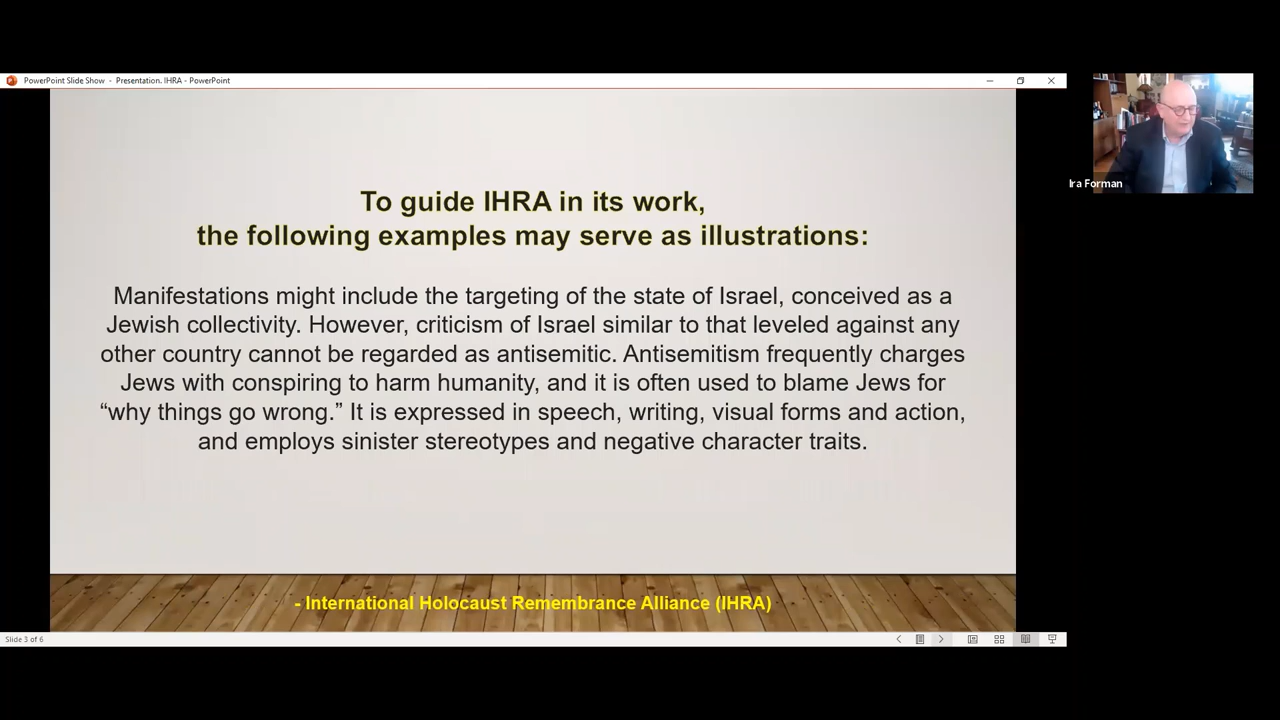 PowerPoint Slide Show - Presentation. IHRA - PowerPoint
To guide IHRA in its work,
the following examples may serve as illustrations:
Manifestations might include the targeting of the state of Israel, conceived as a
Jewish collectivity. However, criticism of Israel similar to that leveled against any
other country cannot be regarded as antisemitic. Antisemitism frequently charges
Jews with conspiring to harm humanity, and it is often used to blame Jews for
“why things go wrong.” It is expressed in speech, writing, visual forms and action,
and employs sinister stereotypes and negative character traits.
- International Holocaust Remembrance Alliance (IHRA)
Slide 3 of 6
Ira Forman